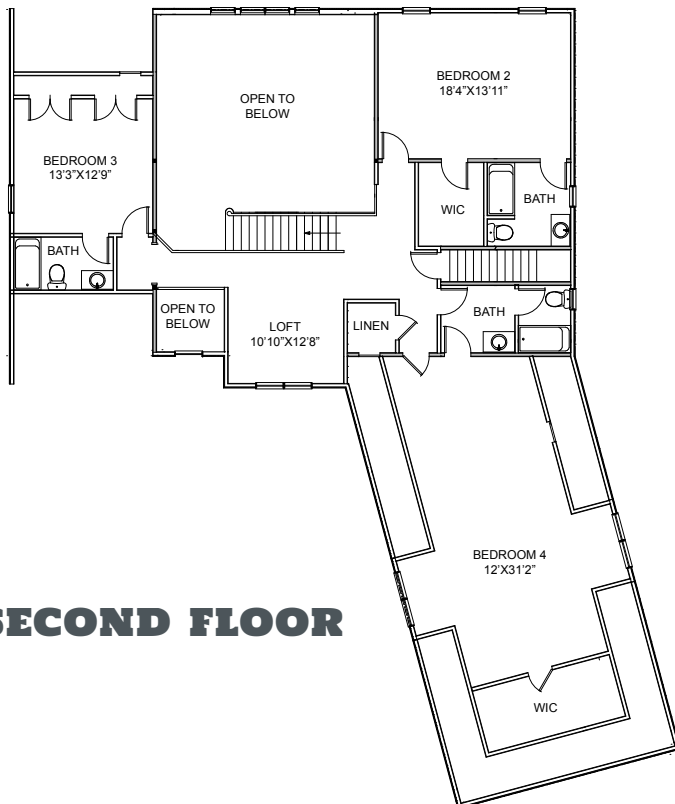 OPEN TO
BELOW
BEDROOM 2
18'4"X13'11"
BEDROOM 3
13'3"X12'9"
WIC
BATH
BATH
OPEN TO
BELOW
LOFT
10'10"X12'8"
LINEN
BATH
BEDROOM 4
12'X31'2"
SECOND FLOOR
WIC